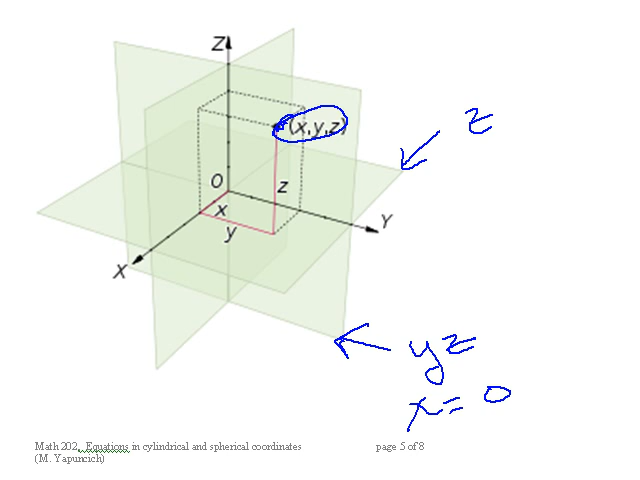 Z
(x,y,z)
z
O
z
x
y
Y
X
yz
x=0
Math 202, Equations in cylindrical and spherical coordinates page 5 of 8
(M. Yapuncich)